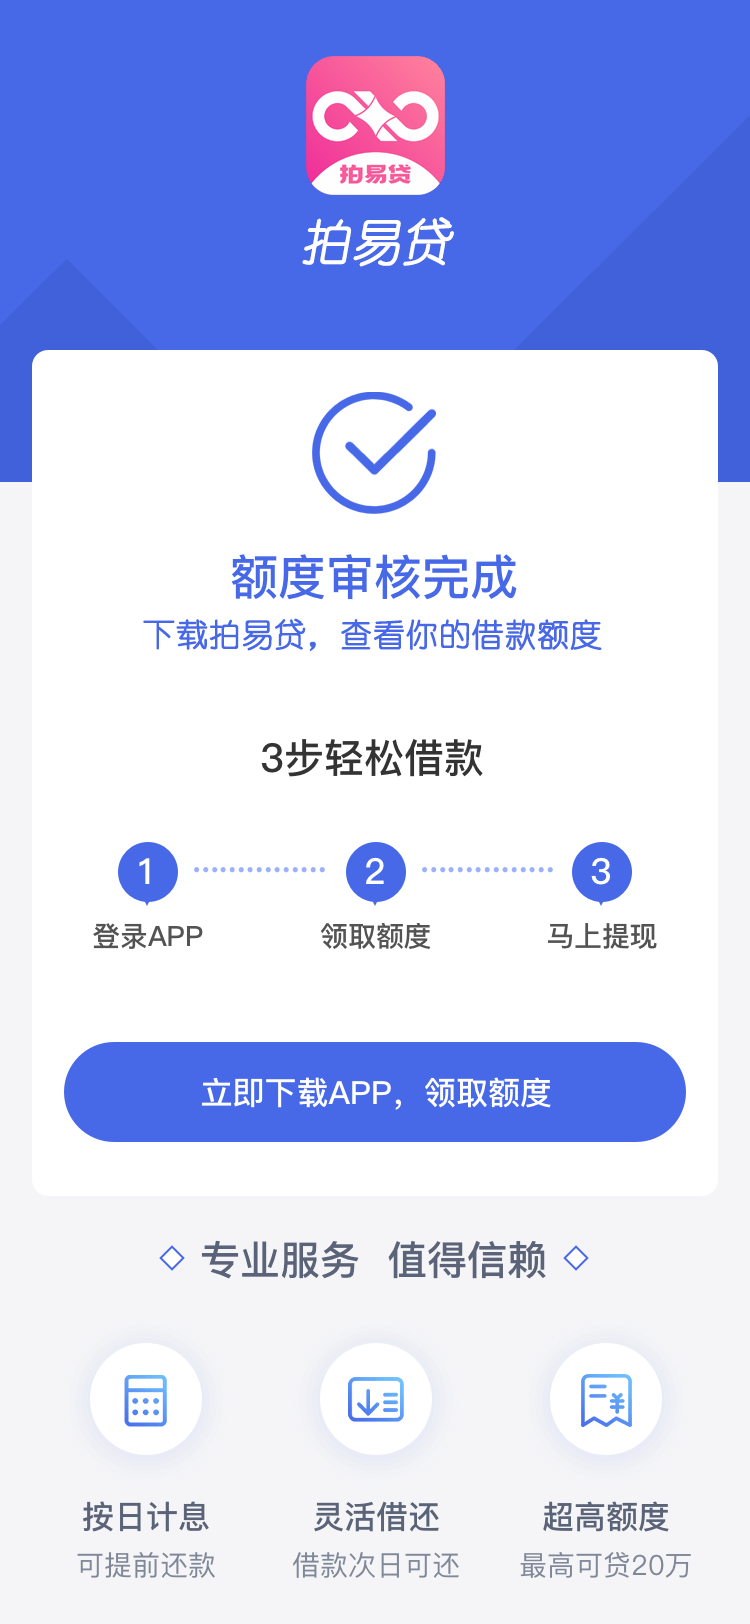 拍易贷
拍易贷
额度审核完成
下载拍易贷，查看你的借款额度
3步轻松借款
1 2 3
登录APP 领取额度 马上提现
立即下载APP，领取额度
专业服务 值得信赖
按日计息 灵活借还 超高额度
可提前还款 借款次日可还 最高可贷20万